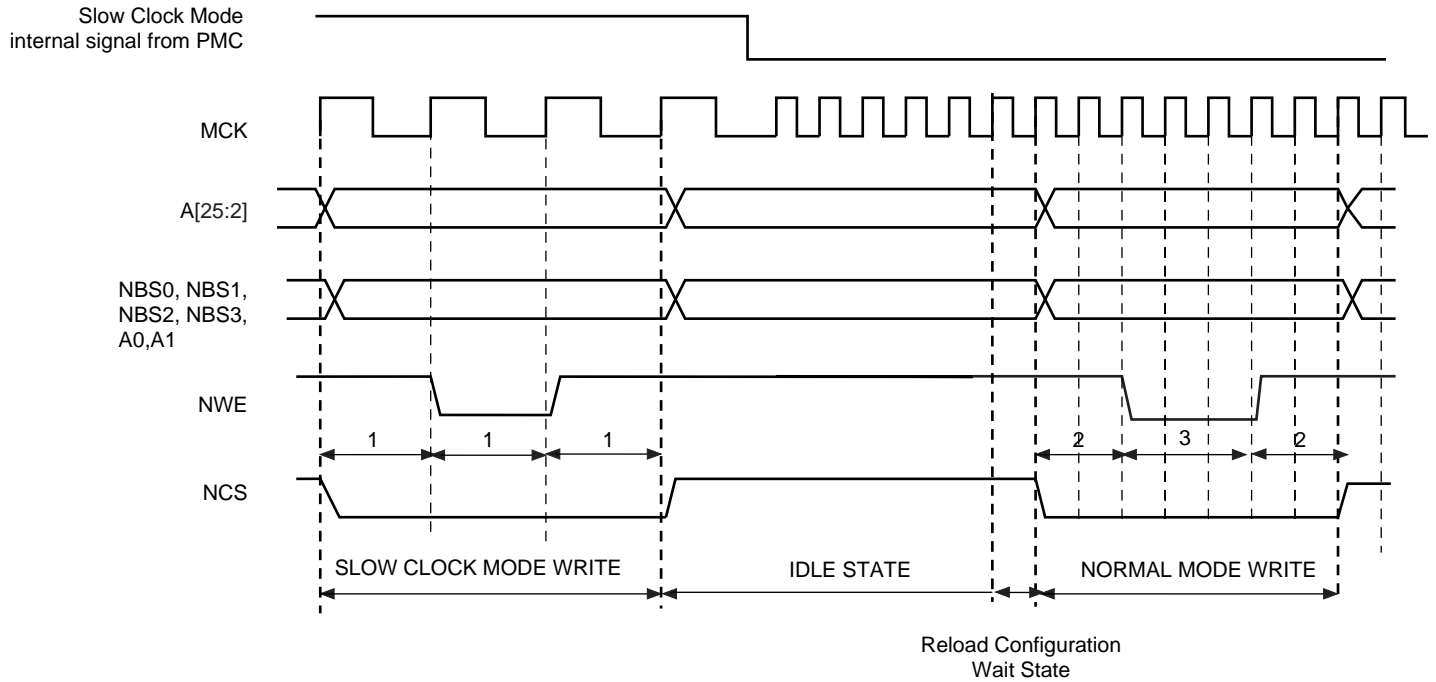 Slow Clock Mode
internal signal from PMC
MCK
A[25:2]
NBS0, NBS1,
NBS2, NBS3,
A0,A1
NWE
1 1 1 2 3 2
NCS
SLOW CLOCK MODE WRITE IDLE STATE NORMAL MODE WRITE
Reload Configuration
Wait State